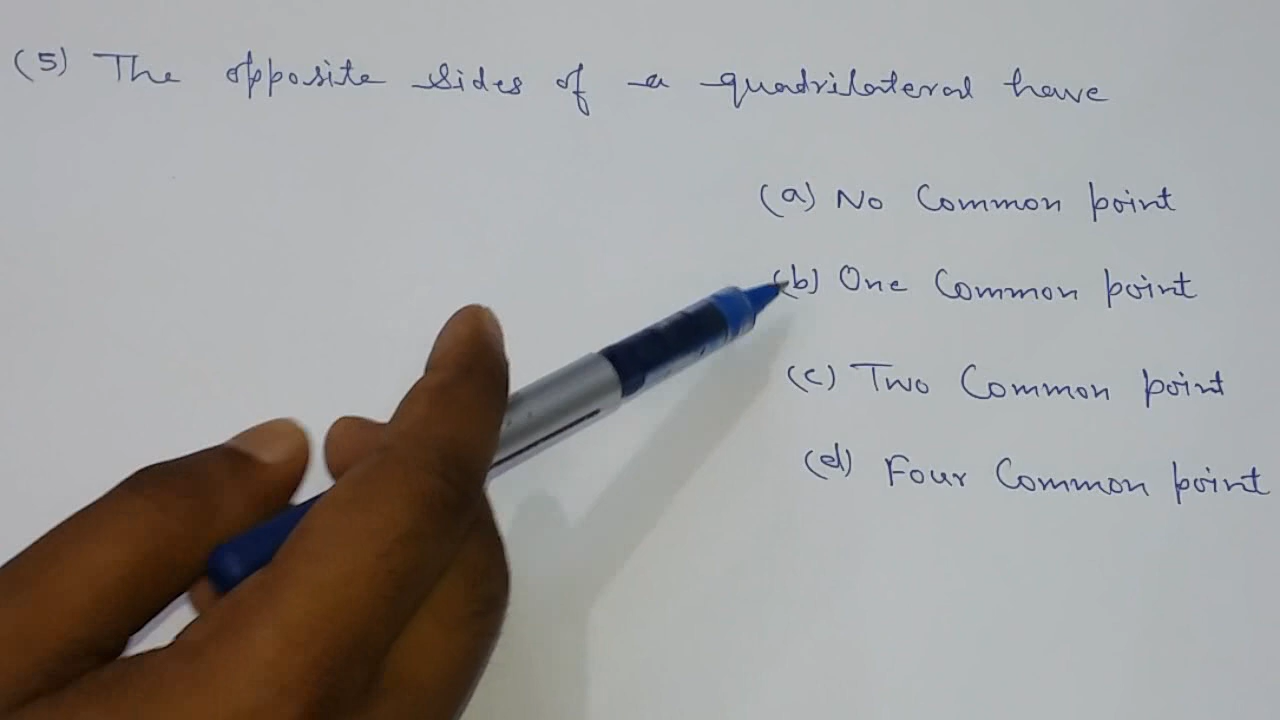 (5) The opposite sides of a quadrilateral have
(a) No Common point
(b) One Common point
(c) Two Common point
(d) Four Common point